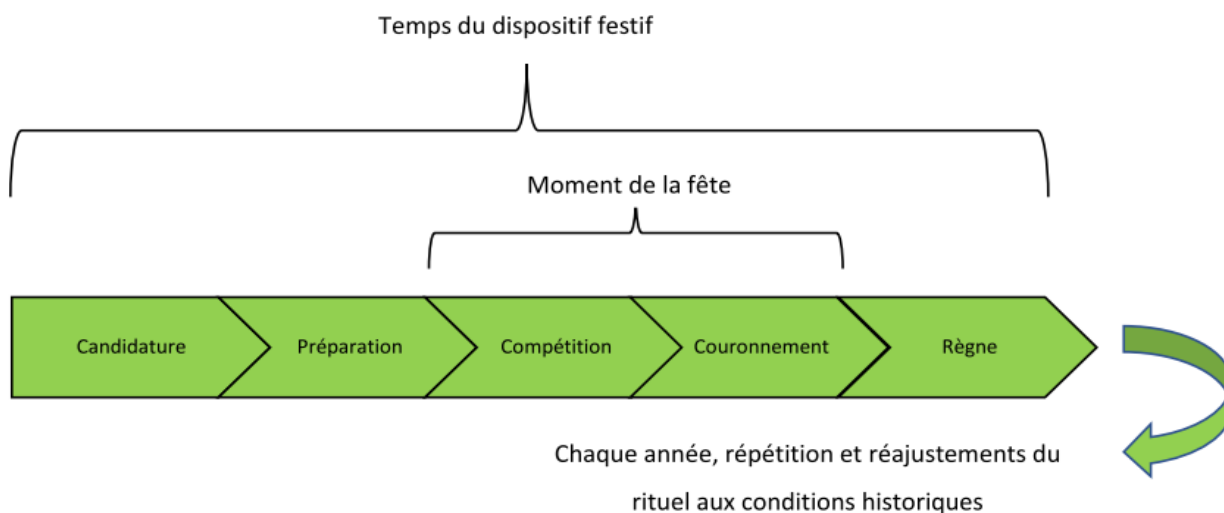 Temps du dispositif festif
Moment de la fête
Candidature
Préparation
Compétition
Couronnement
Règne
Chaque année, répétition et réajustements du
rituel aux conditions historiques